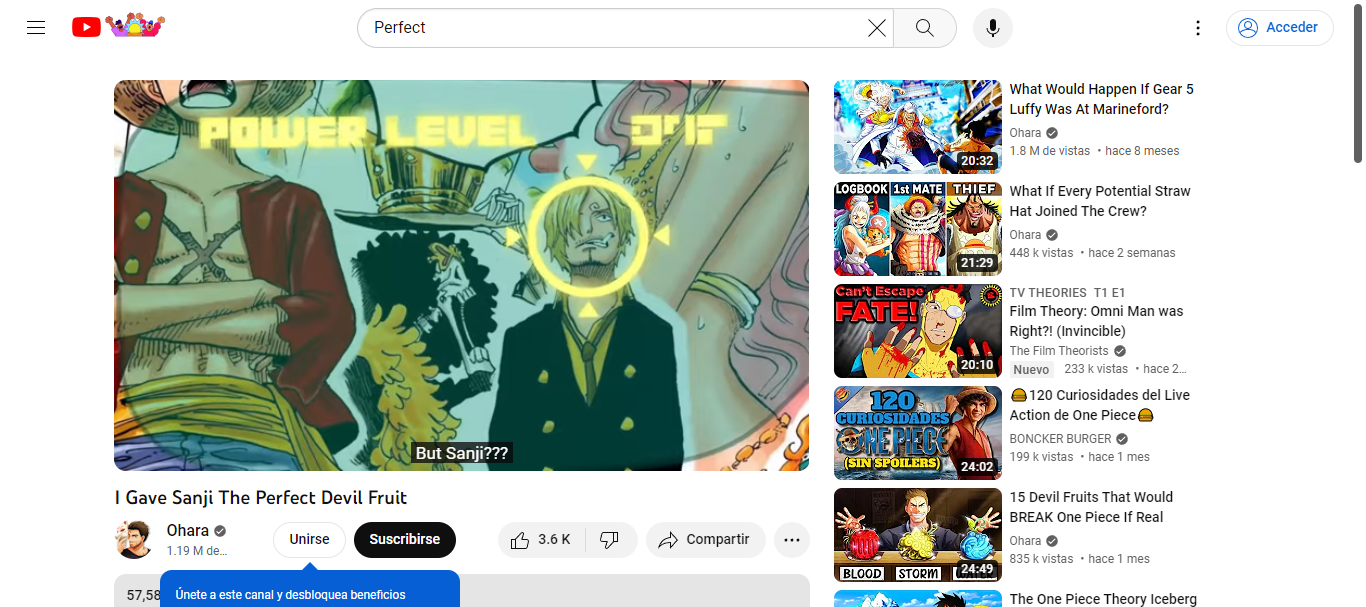 Perfect
Acceder
POWER LEVEL
But Sanji???
I Gave Sanji The Perfect Devil Fruit
Ohara
1.19 M de...
Unirse
Suscribirse
3.6 K
Compartir
57,58
Únete a este canal y desbloquea beneficios
20:32
What Would Happen If Gear 5
Luffy Was At Marineford?
Ohara
1.8 M de vistas • hace 8 meses
LOGBOOK 1st MATE THIEF
21:29
What If Every Potential Straw
Hat Joined The Crew?
Ohara
448 k vistas • hace 2 semanas
Can't Escape
FATE!
20:10
TV THEORIES T1 E1
Film Theory: Omni Man was
Right?! (Invincible)
The Film Theorists
Nuevo 233 k vistas • hace 2...
120
CURIOSIDADES
ONE PIECE
(SIN SPOILERS)
24:02
🍔120 Curiosidades del Live
Action de One Piece🍔
BONCKER BURGER
199 k vistas • hace 1 mes
BLOOD STORM WATER
24:49
15 Devil Fruits That Would
BREAK One Piece If Real
Ohara
835 k vistas • hace 1 mes
The One Piece Theory Iceberg